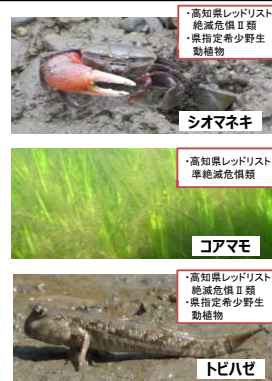 ・高知県レッドリスト
絶滅危惧Ⅱ類
・県指定希少野生
動植物
シオマネキ
・高知県レッドリスト
準絶滅危惧類
コアマモ
・高知県レッドリスト
絶滅危惧Ⅱ類
・県指定希少野生
動植物
トビハゼ